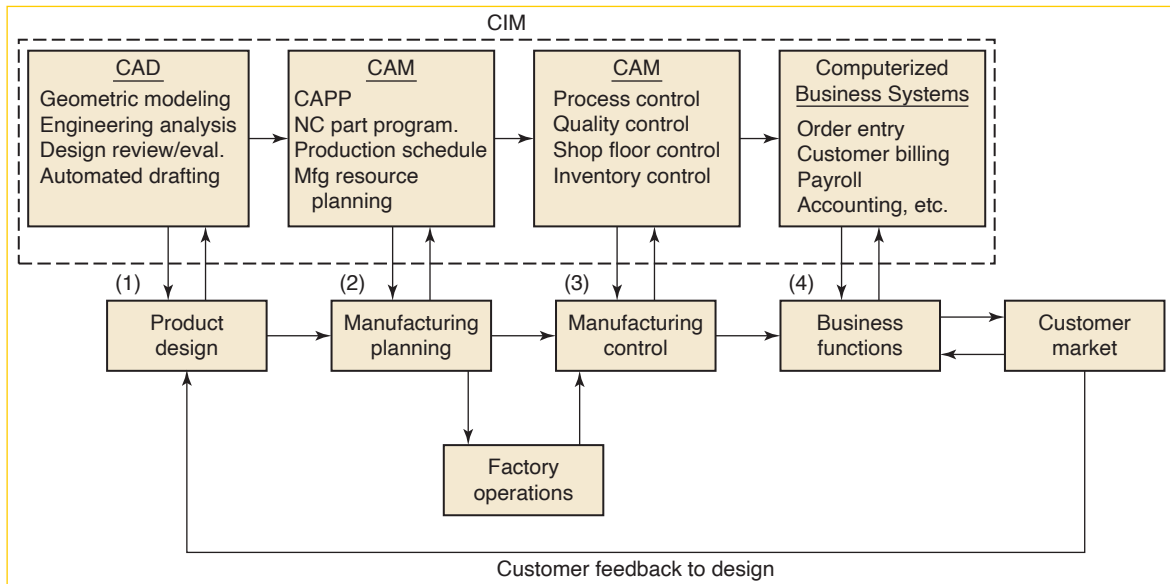 CIM
CAD
Geometric modeling
Engineering analysis
Design review/eval.
Automated drafting
CAM
CAPP
NC part program.
Production schedule
Mfg resource
planning
CAM
Process control
Quality control
Shop floor control
Inventory control
Computerized
Business Systems
Order entry
Customer billing
Payroll
Accounting, etc.
(1)
Product
design
(2)
Manufacturing
planning
(3)
Manufacturing
control
(4)
Business
functions
Customer
market
Factory
operations
Customer feedback to design